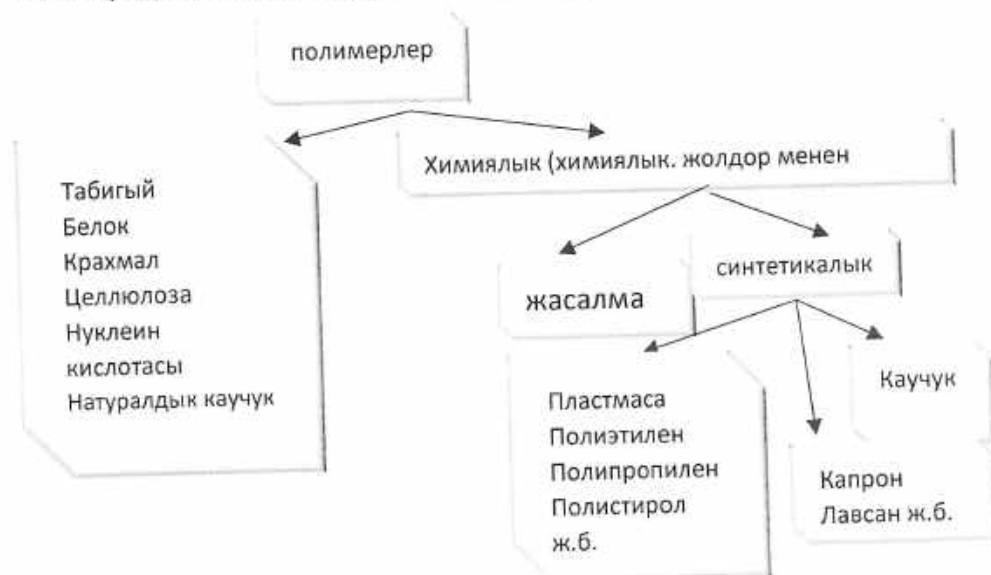 полимерлер
Химиялык (химиялык. жолдор менен
Табигый
Белок
Крахмал
Целлюлоза
Нуклеин
кислотасы
Натуралдык каучук
жасалма
синтетикалык
Пластмаса
Полиэтилен
Полипропилен
Полистирол
ж.б.
Каучук
Капрон
Лавсан ж.б.